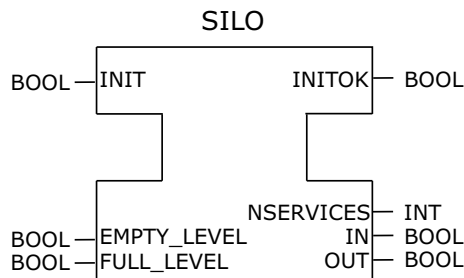 SILO
BOOL INIT INITOK BOOL
NSERVICES INT
BOOL EMPTY_LEVEL IN BOOL
BOOL FULL_LEVEL OUT BOOL